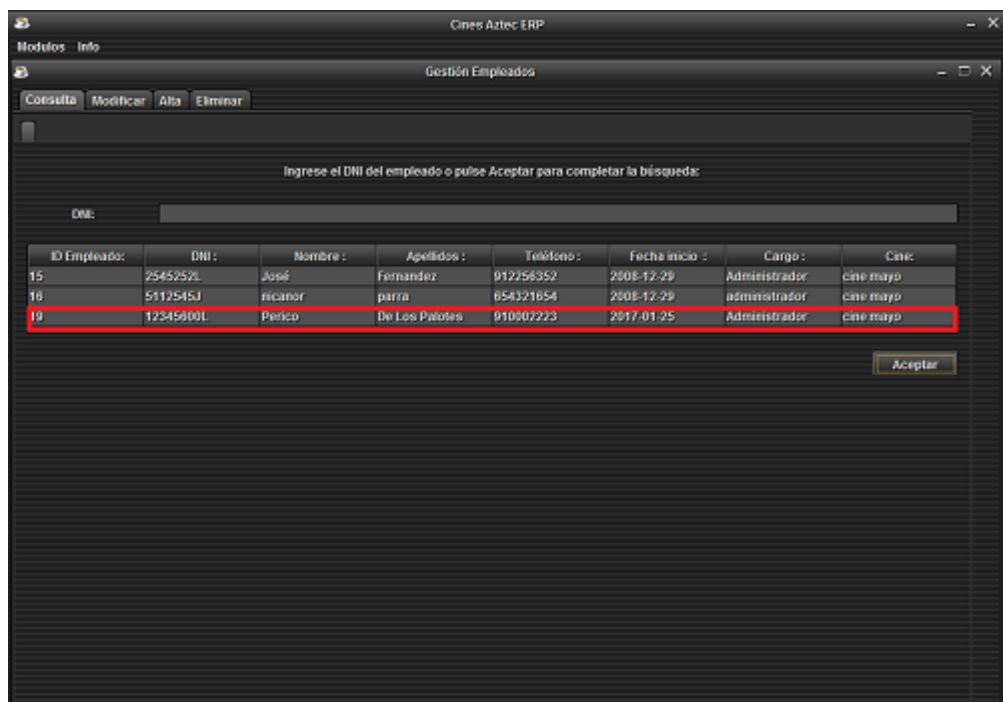 Cines Aztec ERP
Modulos Info
Gestión Empleados
Consulta Modificar Alta Eliminar
Ingrese el DNI del empleado o pulse Aceptar para completar la búsqueda:
DNI:
ID Empleado: DNI : Nombre : Apellidos : Teléfono : Fecha inicio : Cargo : Cine:
15 2545252L José Fernandez 912256352 2008-12-29 Administrador cine mayo
16 5112545J nicanor parra 654321654 2008-12-29 administrador cine mayo
19 12345600L Perico De Los Palotes 910002223 2017-01-25 Administrador cine mayo
Aceptar